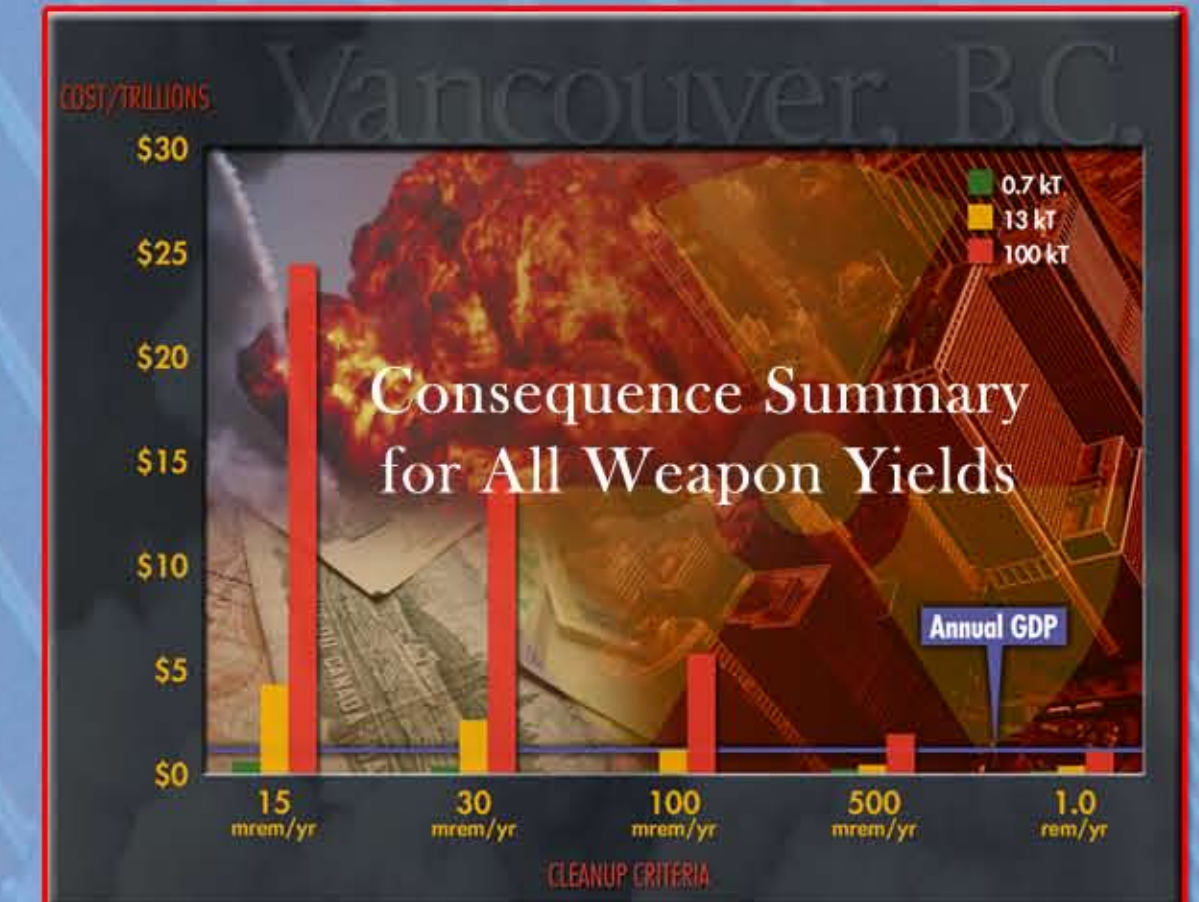 Vancouver, B.C.
COST/TRILLIONS
$30
$25
$20
$15
$10
$5
$0
0.7 kT
13 kT
100 kT
Consequence Summary
for All Weapon Yields
Annual GDP
15 30 100 500 1.0
mrem/yr mrem/yr mrem/yr mrem/yr rem/yr
CLEANUP CRITERIA